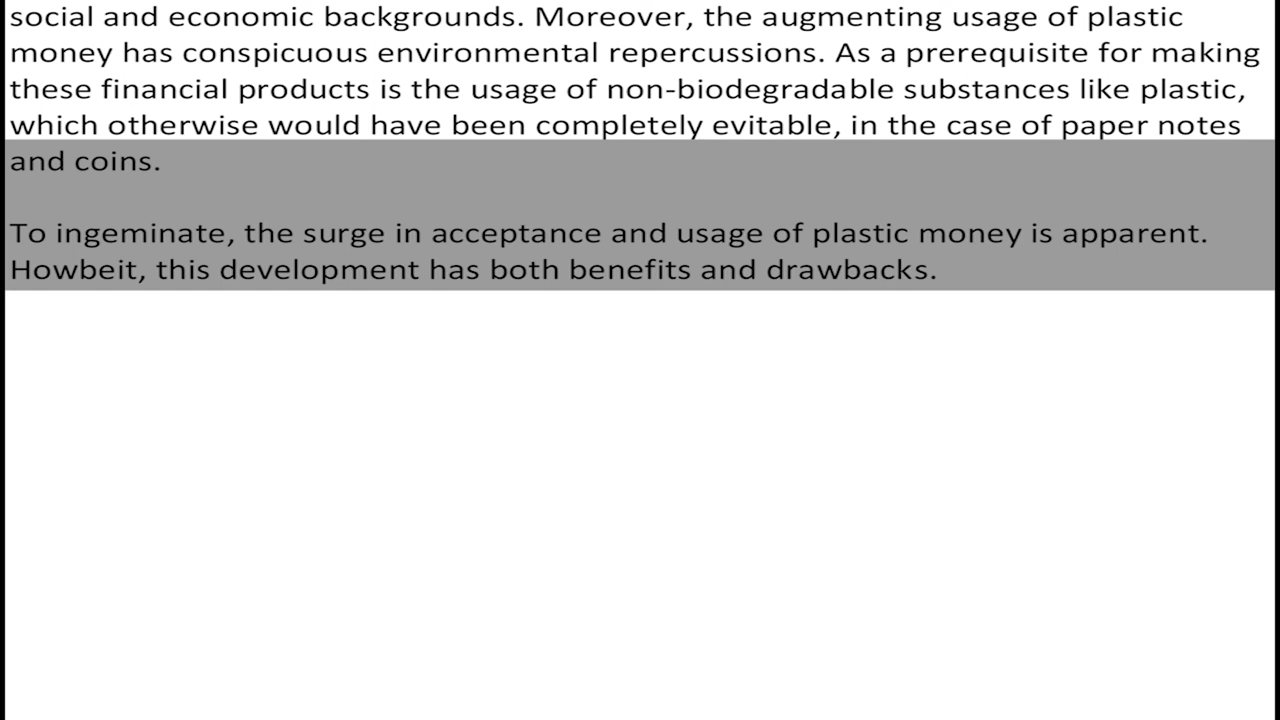 social and economic backgrounds. Moreover, the augmenting usage of plastic
money has conspicuous environmental repercussions. As a prerequisite for making
these financial products is the usage of non-biodegradable substances like plastic,
which otherwise would have been completely evitable, in the case of paper notes
and coins.
To ingeminate, the surge in acceptance and usage of plastic money is apparent.
Howbeit, this development has both benefits and drawbacks.